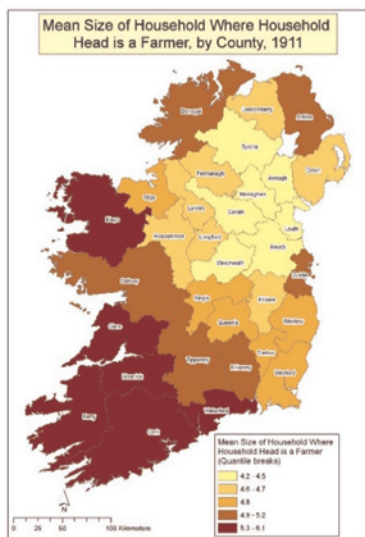 Mean Size of Household Where Household
Head is a Farmer, by County, 1911
Donegal
Londonderry
Antrim
Tyrone
Down
Fermanagh
Armagh
Monaghan
Sligo
Leitrim
Cavan
Louth
Mayo
Roscommon
Longford
Meath
Westmeath
Dublin
Galway
Kings
Kildare
Queens
Wicklow
Clare
Carlow
Tipperary
Kilkenny
Wexford
Limerick
Waterford
Kerry
Cork
Mean Size of Household Where
Household Head is a Farmer
(Quantile breaks)
4.2 - 4.5
4.6 - 4.7
4.8
4.9 - 5.2
5.3 - 6.1
N
0 25 50 100 Kilometers